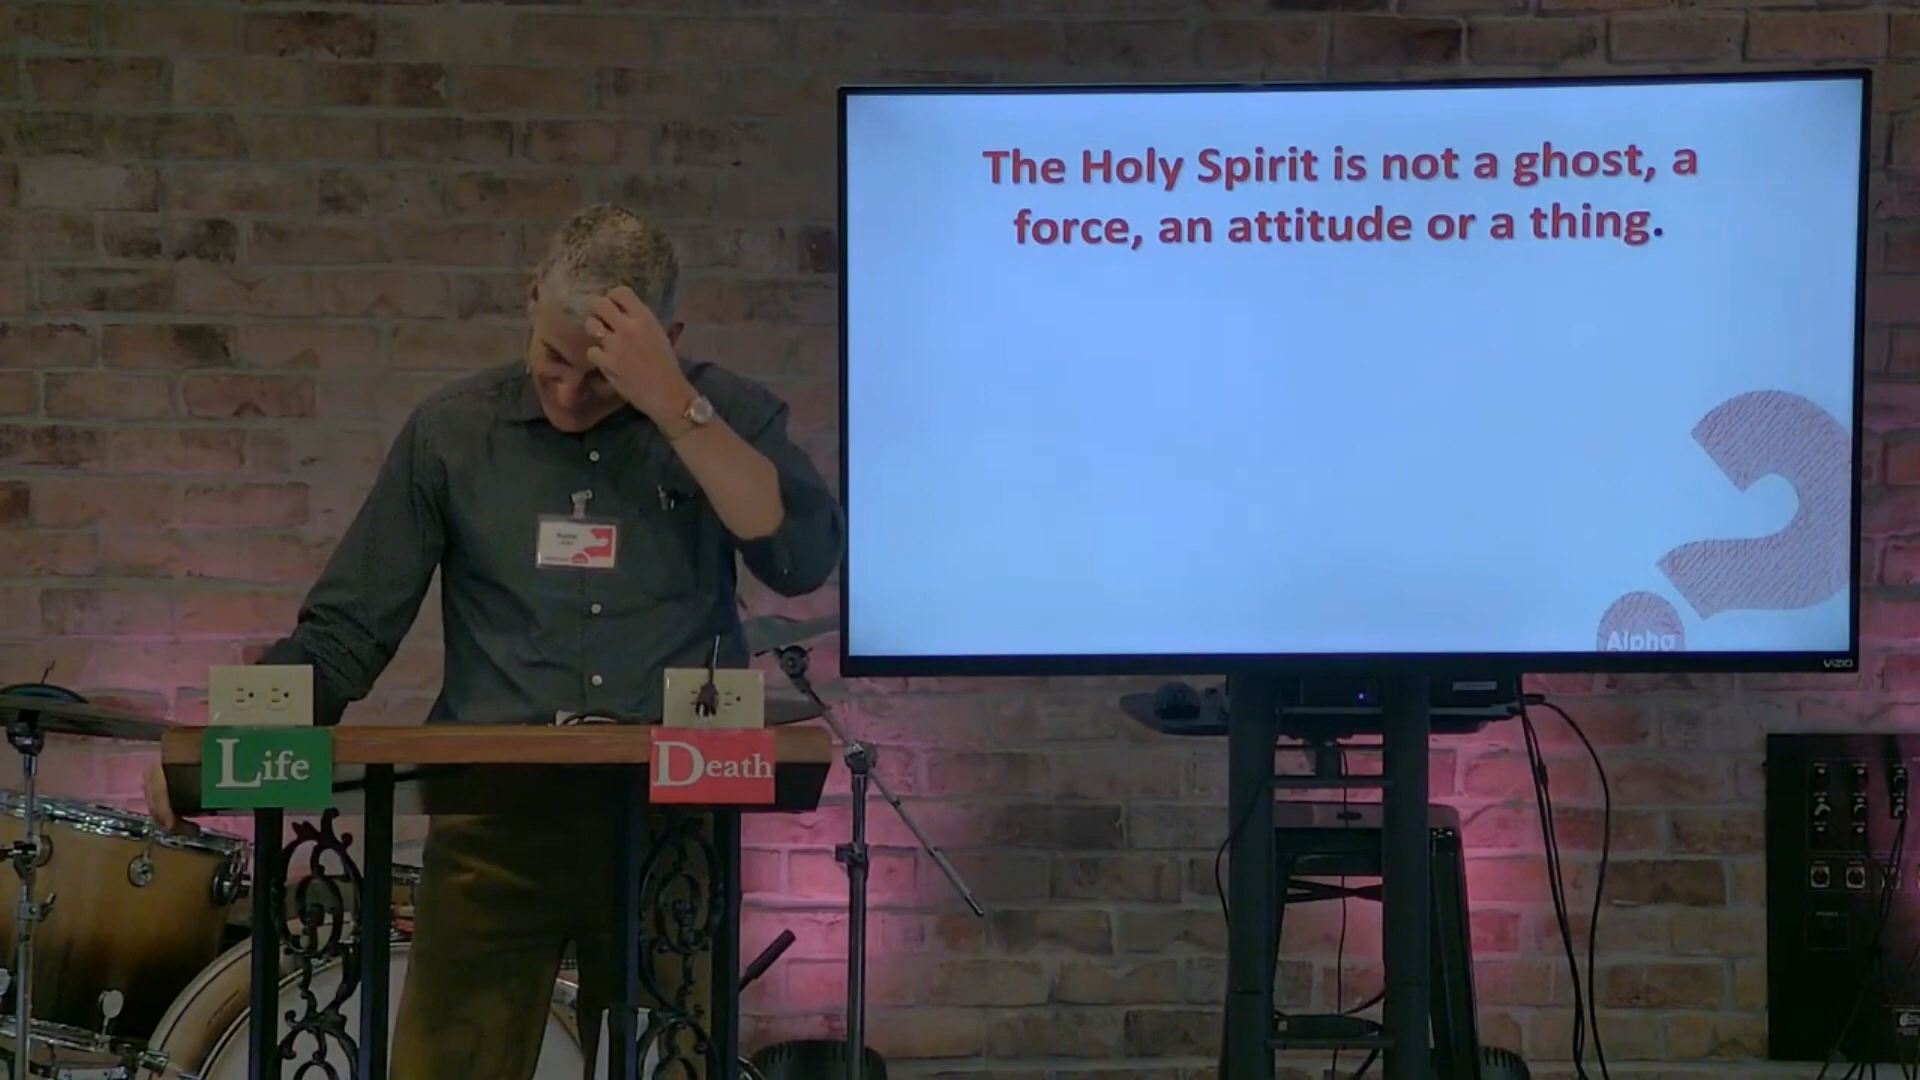 The Holy Spirit is not a ghost, a
force, an attitude or a thing.
Alpha
VIZIO
Life
Death